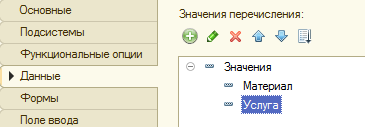 Основные
Подсистемы
Функциональные опции
Данные
Формы
Поле ввода
Значения перечисления:
Значения
Материал
Услуга